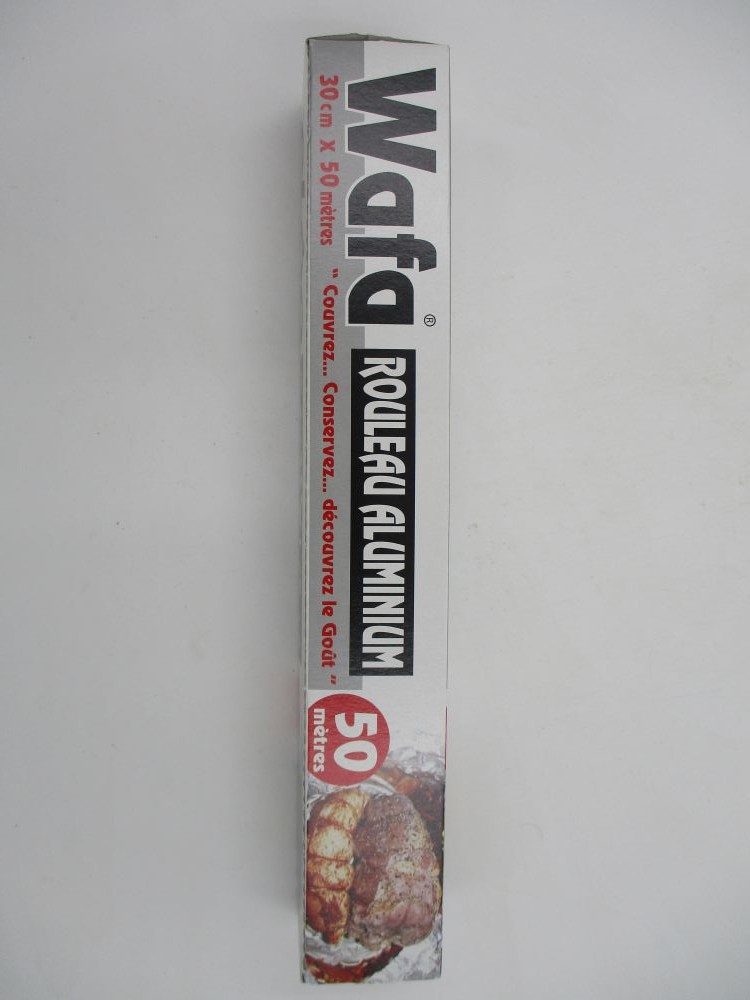 Wafa ®
ROULEAU ALUMINIUM
30 cm X 50 mètres
“ Couvrez... Conservez... découvrez le Goût ”
50
mètres